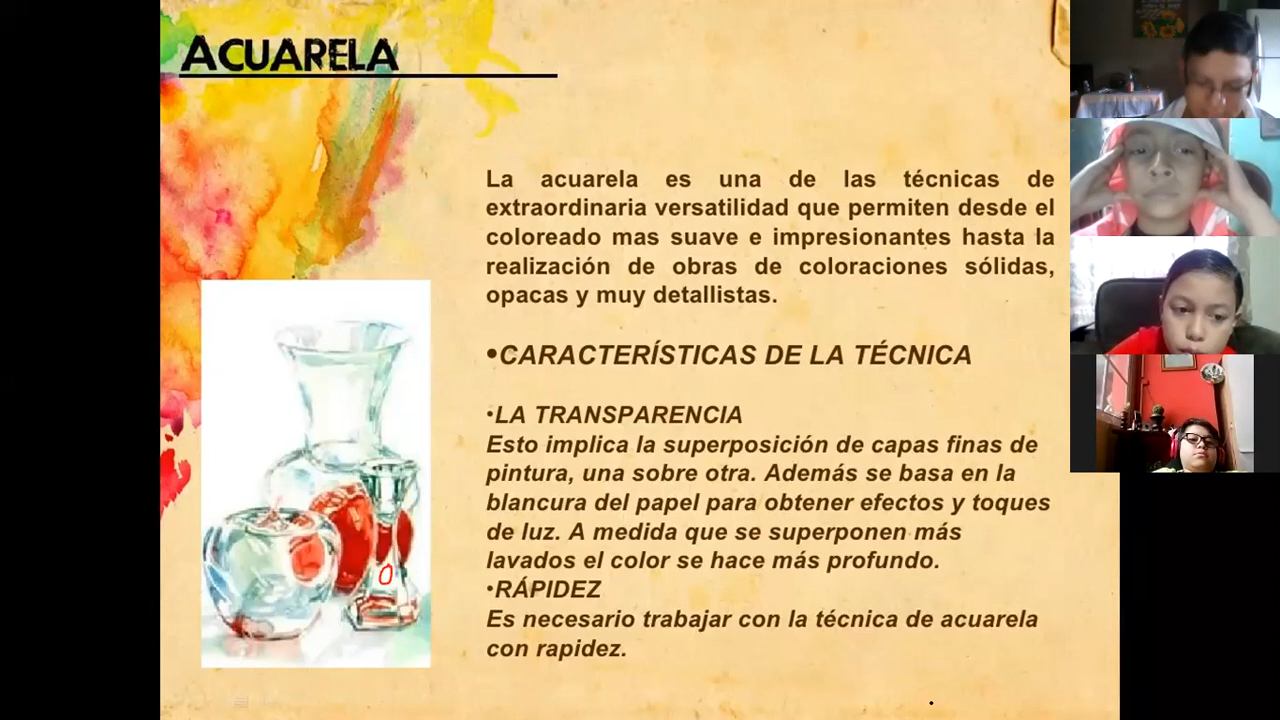 ACUARELA
La acuarela es una de las técnicas de
extraordinaria versatilidad que permiten desde el
coloreado mas suave e impresionantes hasta la
realización de obras de coloraciones sólidas,
opacas y muy detallistas.
•CARACTERÍSTICAS DE LA TÉCNICA
•LA TRANSPARENCIA
Esto implica la superposición de capas finas de
pintura, una sobre otra. Además se basa en la
blancura del papel para obtener efectos y toques
de luz. A medida que se superponen más
lavados el color se hace más profundo.
•RÁPIDEZ
Es necesario trabajar con la técnica de acuarela
con rapidez.